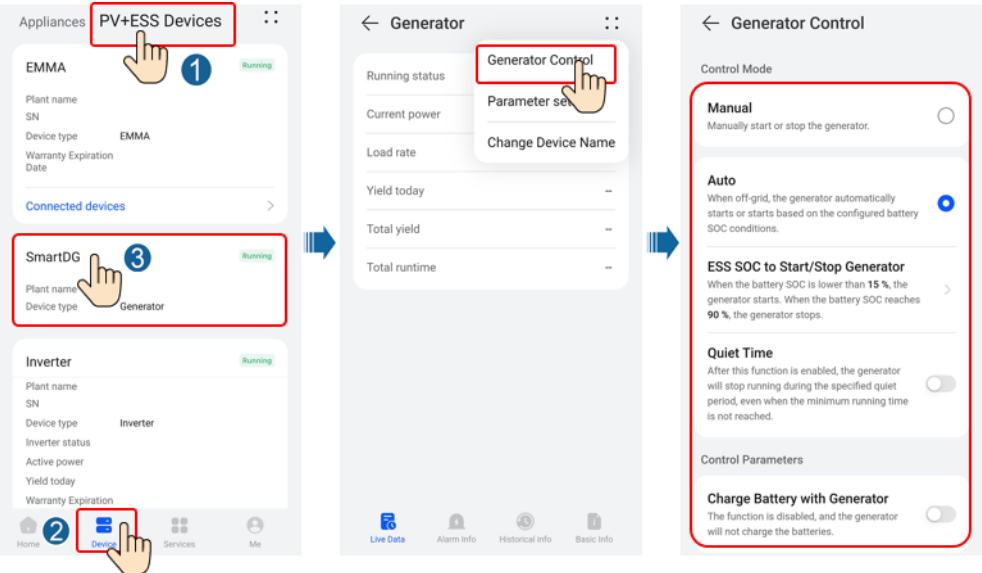 Appliances PV+ESS Devices
1
EMMA
Running
Plant name
SN
Device type EMMA
Warranty Expiration
Date
Connected devices
SmartDG
3
Running
Plant name
Device type Generator
Inverter
Running
Plant name
SN
Device type Inverter
Inverter status
Active power
Yield today
Warranty Expiration
2
Home
Device
Services
Me
Generator
Generator Control
Parameter set
Change Device Name
Running status
Current power
Load rate
Yield today --
Total yield --
Total runtime --
Live Data
Alarm Info
Historical Info
Basic Info
Generator Control
Control Mode
Manual
Manually start or stop the generator.
Auto
When off-grid, the generator automatically
starts or starts based on the configured battery
SOC conditions.
ESS SOC to Start/Stop Generator
When the battery SOC is lower than 15 %, the
generator starts. When the battery SOC reaches
90 %, the generator stops.
Quiet Time
After this function is enabled, the generator
will stop running during the specified quiet
period, even when the minimum running time
is not reached.
Control Parameters
Charge Battery with Generator
The function is disabled, and the generator
will not charge the batteries.